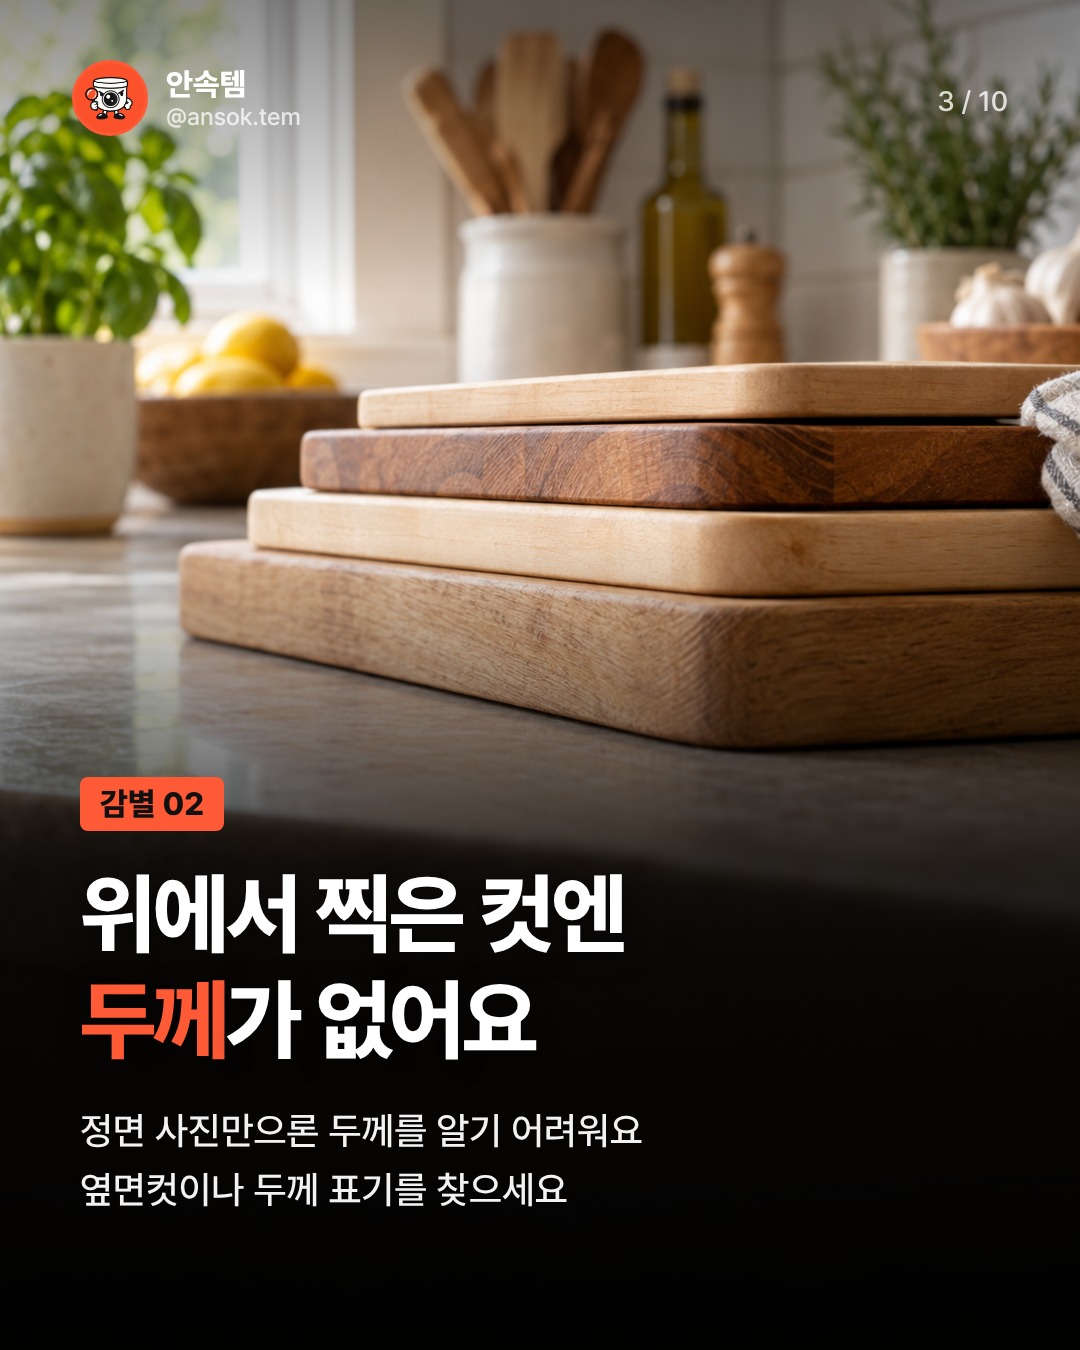 안속템
@ansok.tem
3 / 10
감별 02
위에서 찍은 컷엔
두께가 없어요
정면 사진만으론 두께를 알기 어려워요
옆면컷이나 두께 표기를 찾으세요